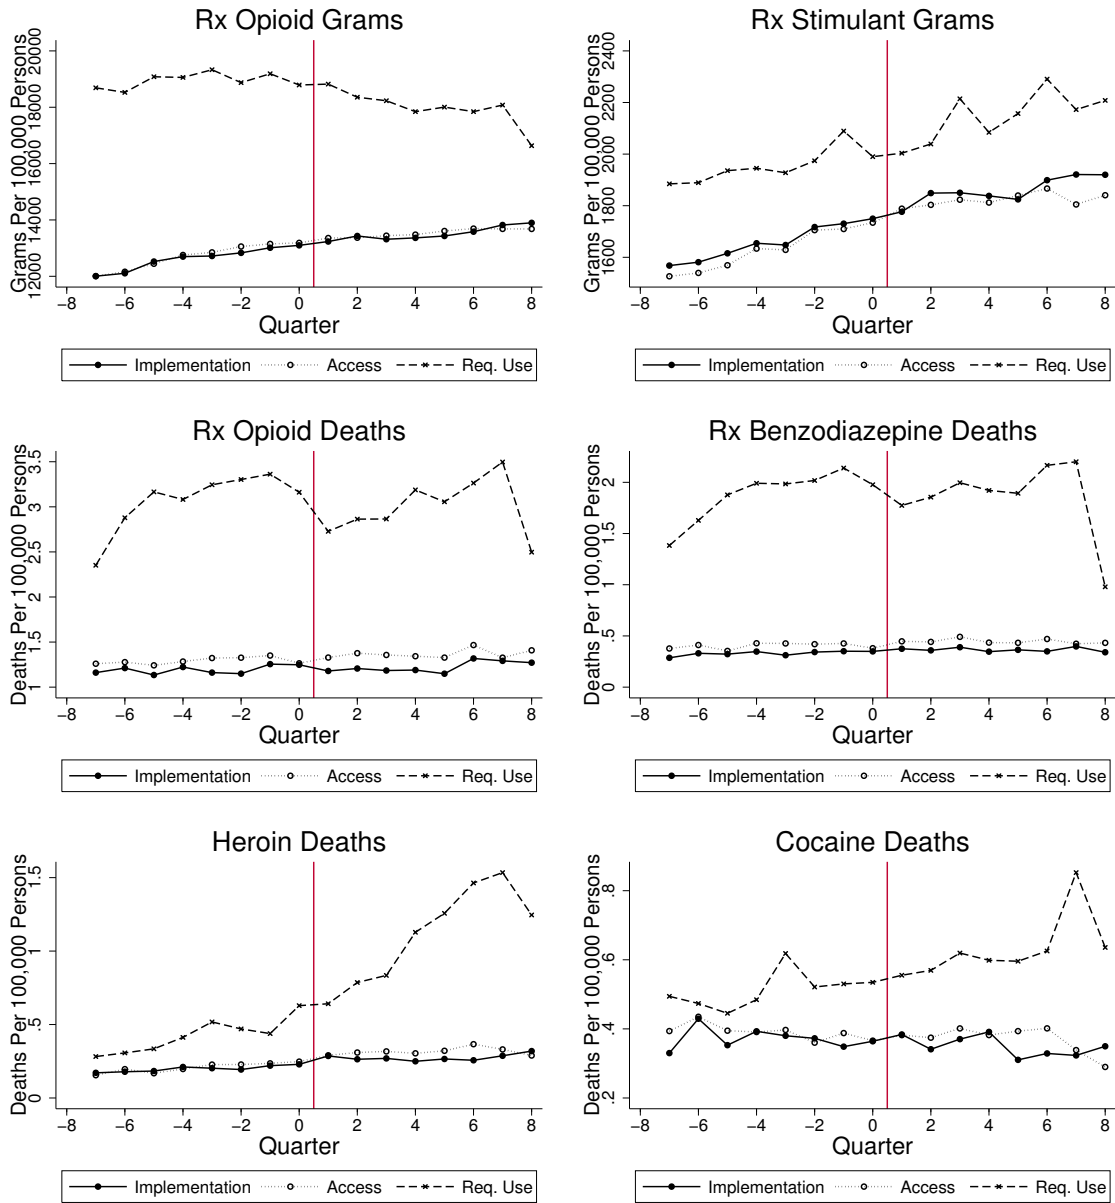 Rx Opioid Grams
Grams Per 100,000 Persons
12000 14000 16000 18000 20000
−8 −6 −4 −2 0 2 4 6 8
Quarter
Implementation Access Req. Use
Rx Stimulant Grams
Grams Per 100,000 Persons
1600 1800 2000 2200 2400
−8 −6 −4 −2 0 2 4 6 8
Quarter
Implementation Access Req. Use
Rx Opioid Deaths
Deaths Per 100,000 Persons
1 1.5 2 2.5 3 3.5
−8 −6 −4 −2 0 2 4 6 8
Quarter
Implementation Access Req. Use
Rx Benzodiazepine Deaths
Deaths Per 100,000 Persons
0 .5 1 1.5 2
−8 −6 −4 −2 0 2 4 6 8
Quarter
Implementation Access Req. Use
Heroin Deaths
Deaths Per 100,000 Persons
0 .5 1 1.5
−8 −6 −4 −2 0 2 4 6 8
Quarter
Implementation Access Req. Use
Cocaine Deaths
Deaths Per 100,000 Persons
.2 .4 .6 .8
−8 −6 −4 −2 0 2 4 6 8
Quarter
Implementation Access Req. Use